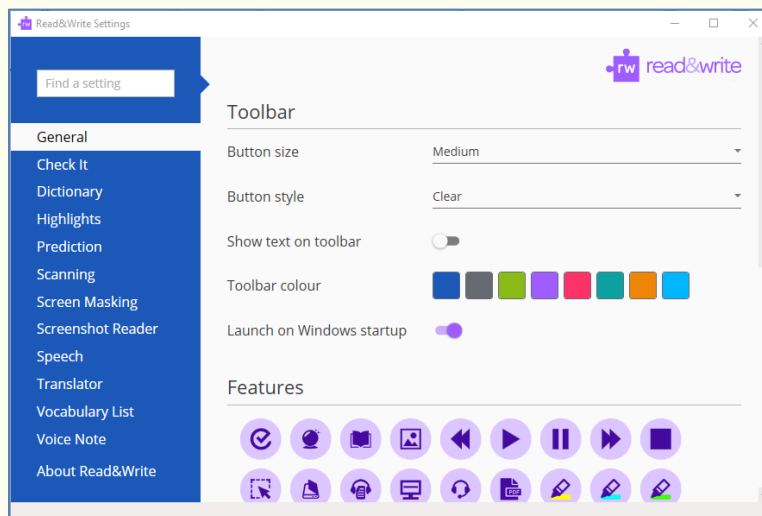 Read&Write Settings
rw read&write
Find a setting
General
Check It
Dictionary
Highlights
Prediction
Scanning
Screen Masking
Screenshot Reader
Speech
Translator
Vocabulary List
Voice Note
About Read&Write
Toolbar
Button size Medium
Button style Clear
Show text on toolbar
Toolbar colour
Launch on Windows startup
Features
PDF